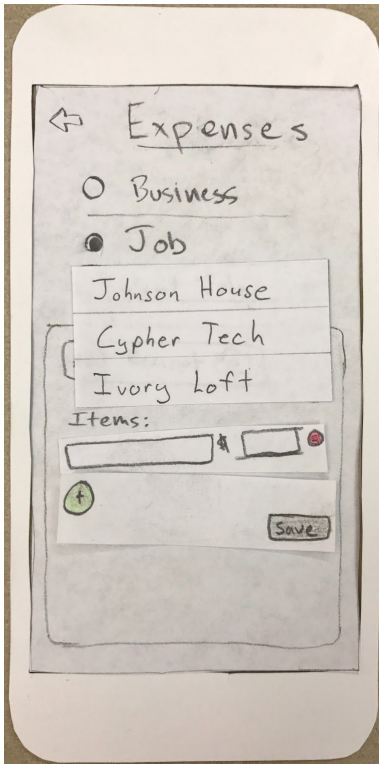 Expenses
Business
Job
Johnson House
Cypher Tech
Ivory Loft
Items:
$
+
Save